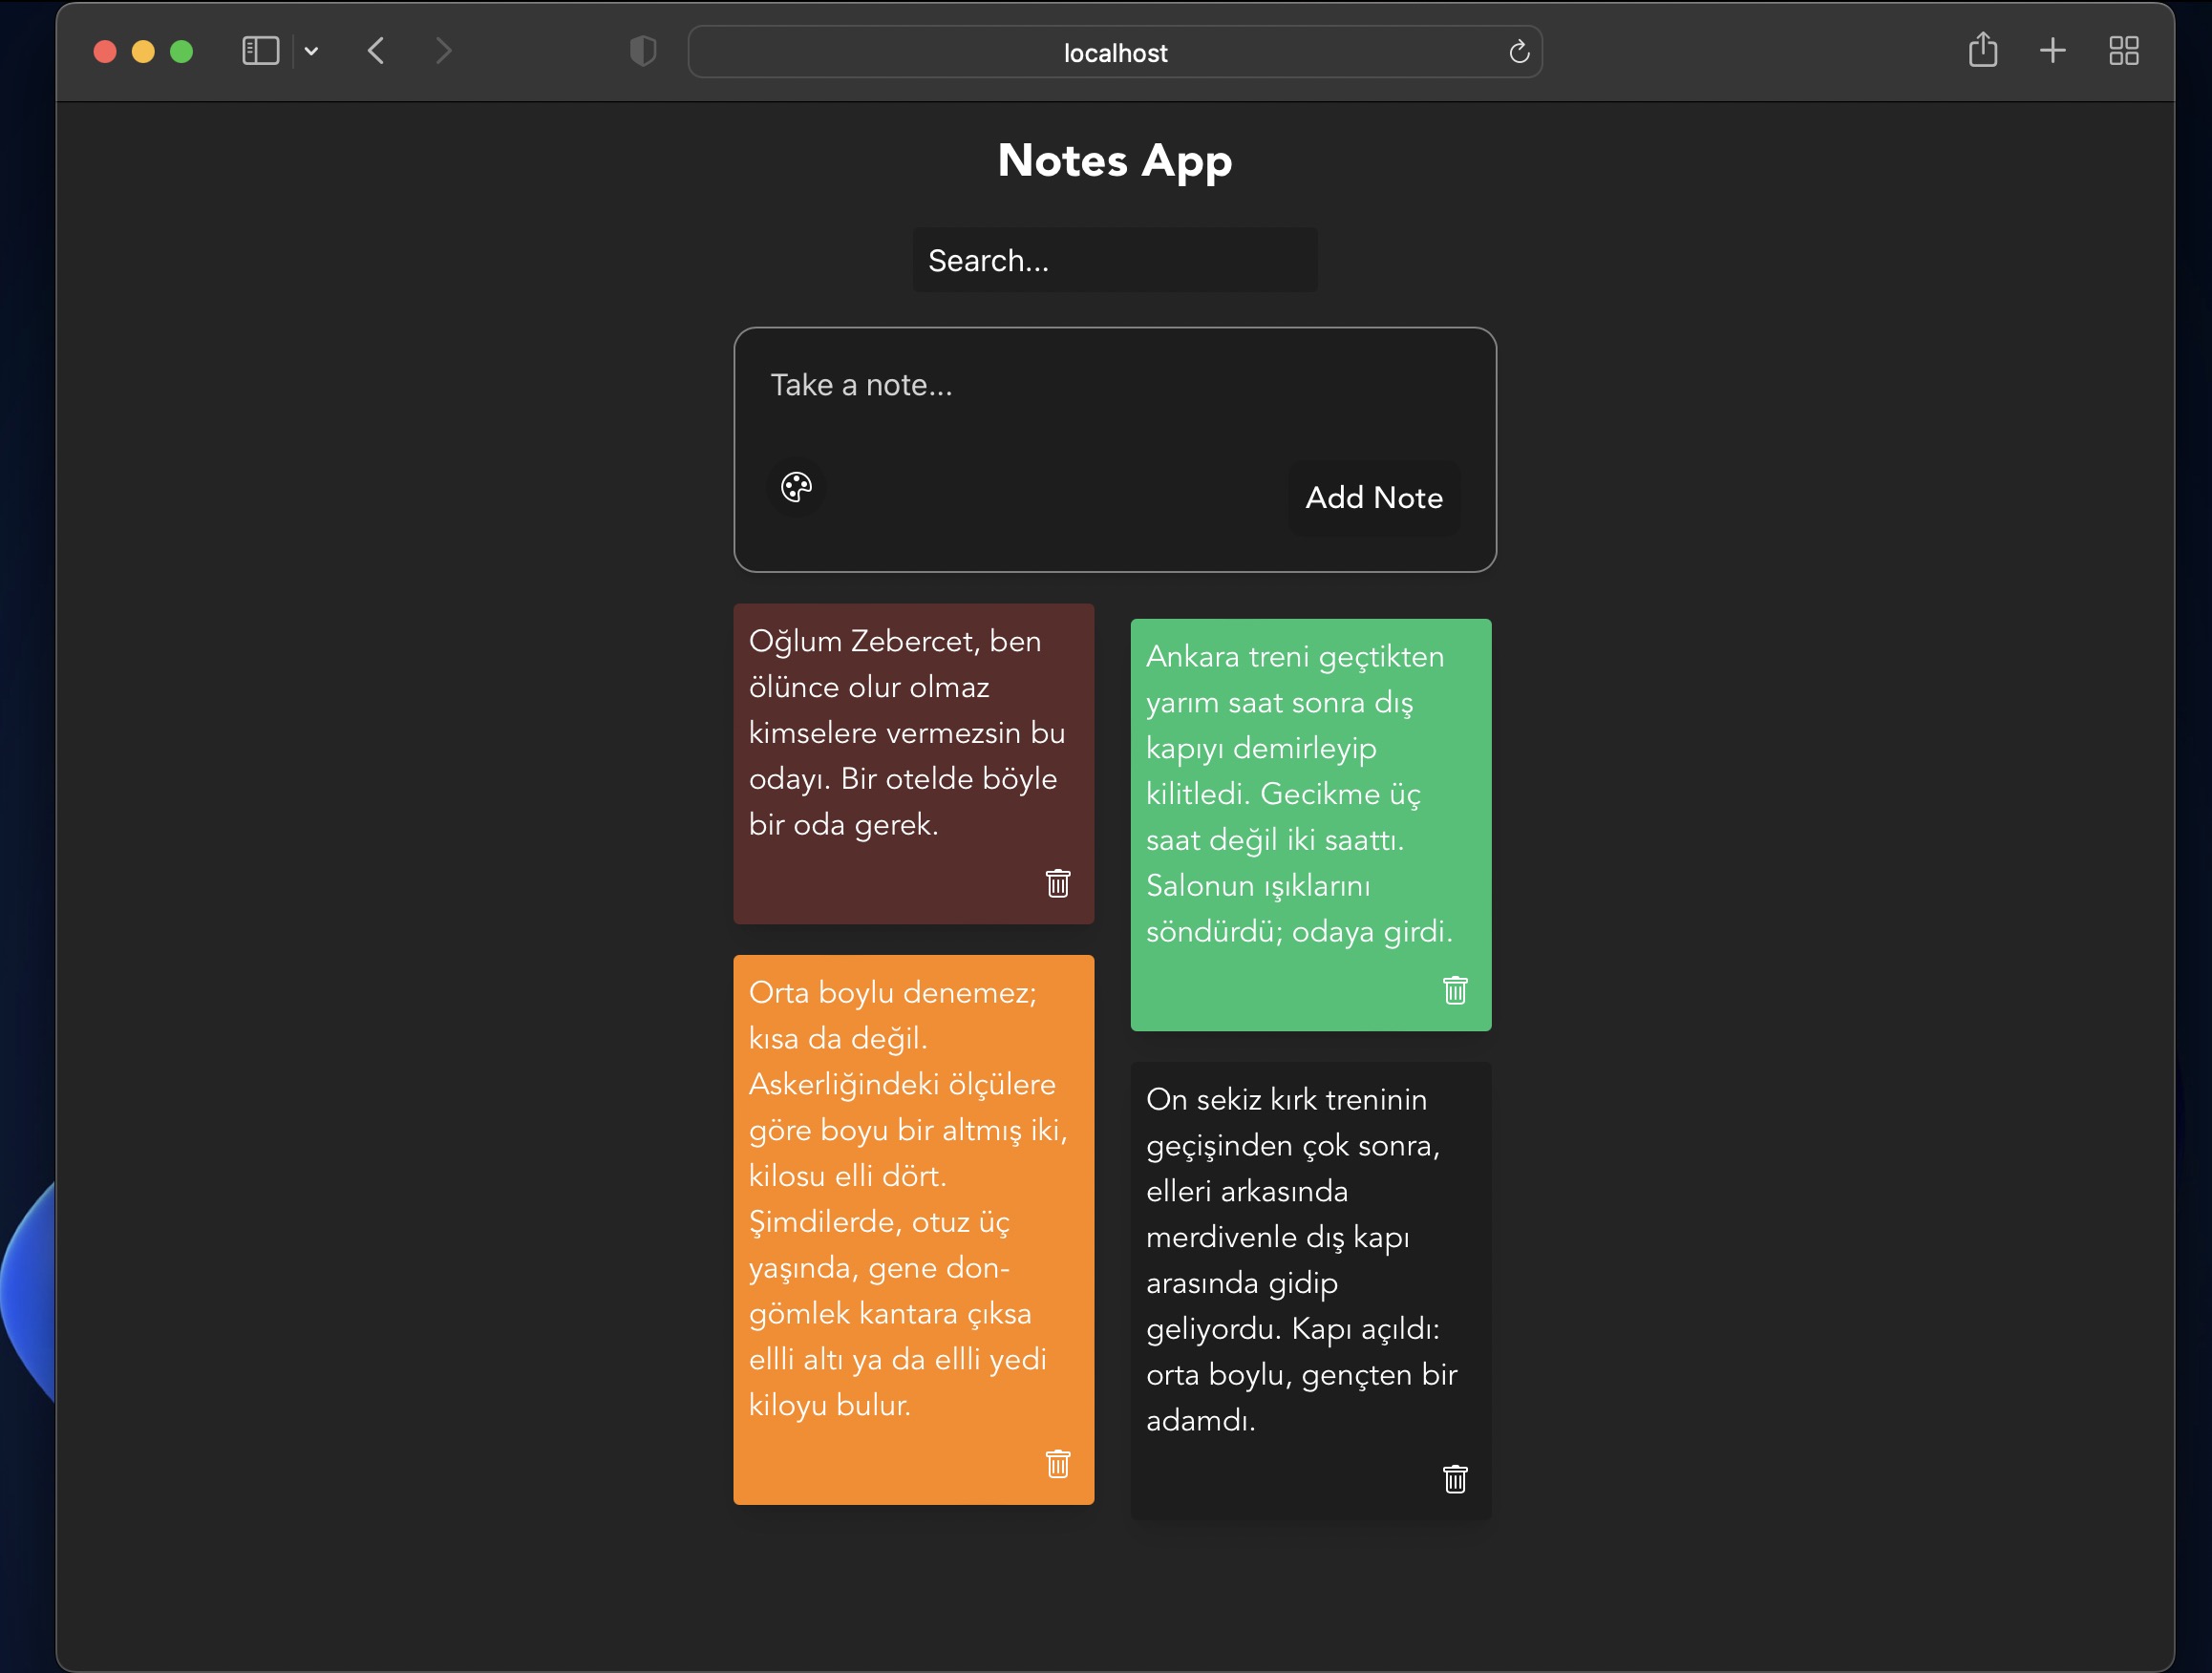 localhost
Notes App
Search...
Take a note...
Add Note
Oğlum Zebercet, ben
ölünce olur olmaz
kimselere vermezsin bu
odayı. Bir otelde böyle
bir oda gerek.
Orta boylu denemez;
kısa da değil.
Askerliğindeki ölçülere
göre boyu bir altmış iki,
kilosu elli dört.
Şimdilerde, otuz üç
yaşında, gene don-
gömlek kantara çıksa
ellli altı ya da ellli yedi
kiloyu bulur.
Ankara treni geçtikten
yarım saat sonra dış
kapıyı demirleyip
kilitledi. Gecikme üç
saat değil iki saattı.
Salonun ışıklarını
söndürdü; odaya girdi.
On sekiz kırk treninin
geçişinden çok sonra,
elleri arkasında
merdivenle dış kapı
arasında gidip
geliyordu. Kapı açıldı:
orta boylu, gençten bir
adamdı.